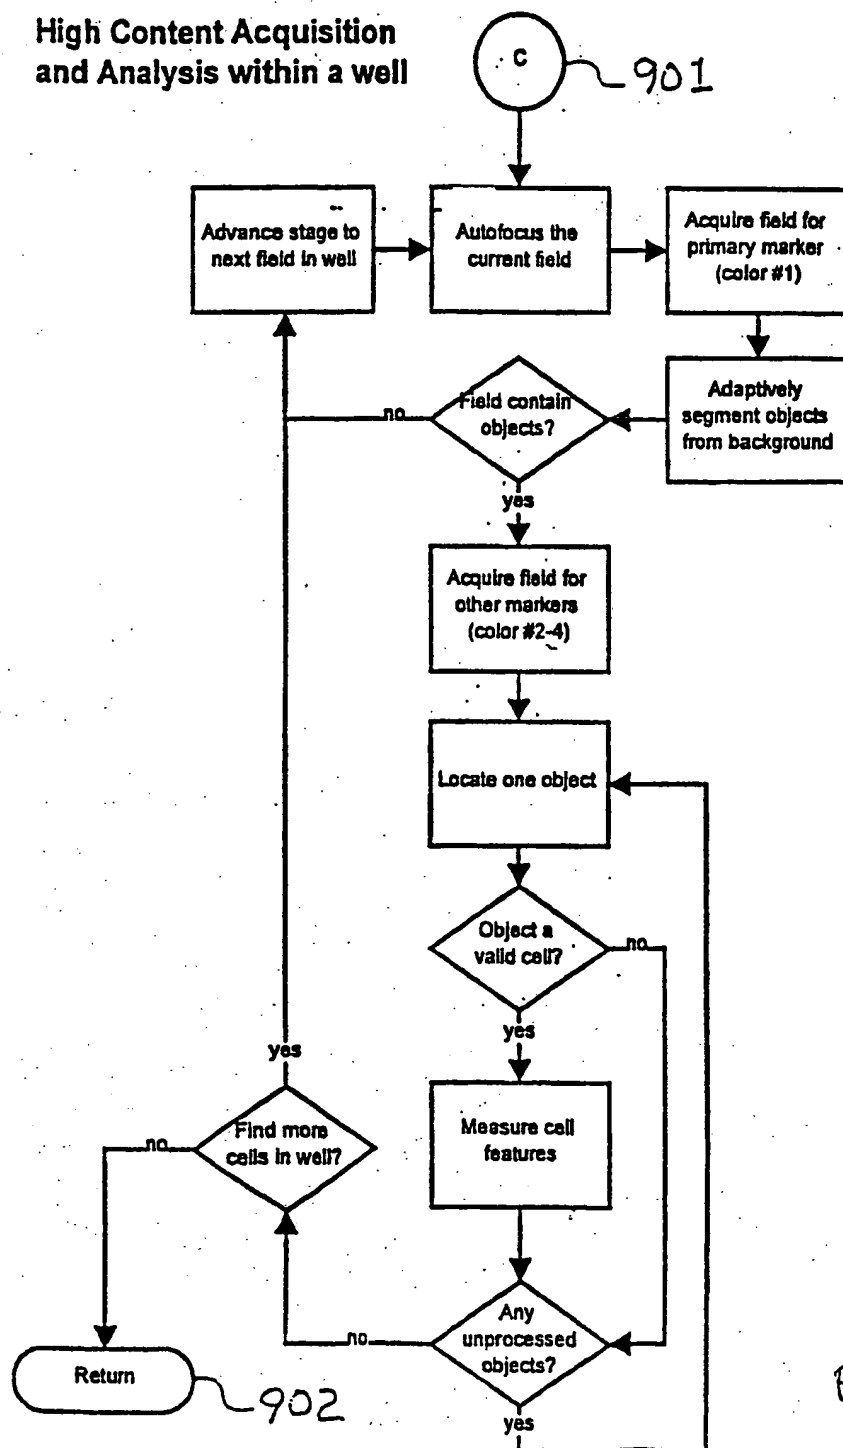 High Content Acquisition
and Analysis within a well
C
901
Advance stage to
next field in well
Autofocus the
current field
Acquire field for
primary marker
(color #1)
Field contain
objects?
no
Adaptively
segment objects
from background
yes
Acquire field for
other markers
(color #2-4)
Locate one object
Object a
valid cell?
no
yes
yes
Measure cell
features
Find more
cells in well?
no
Any
unprocessed
objects?
no
Return
902
yes